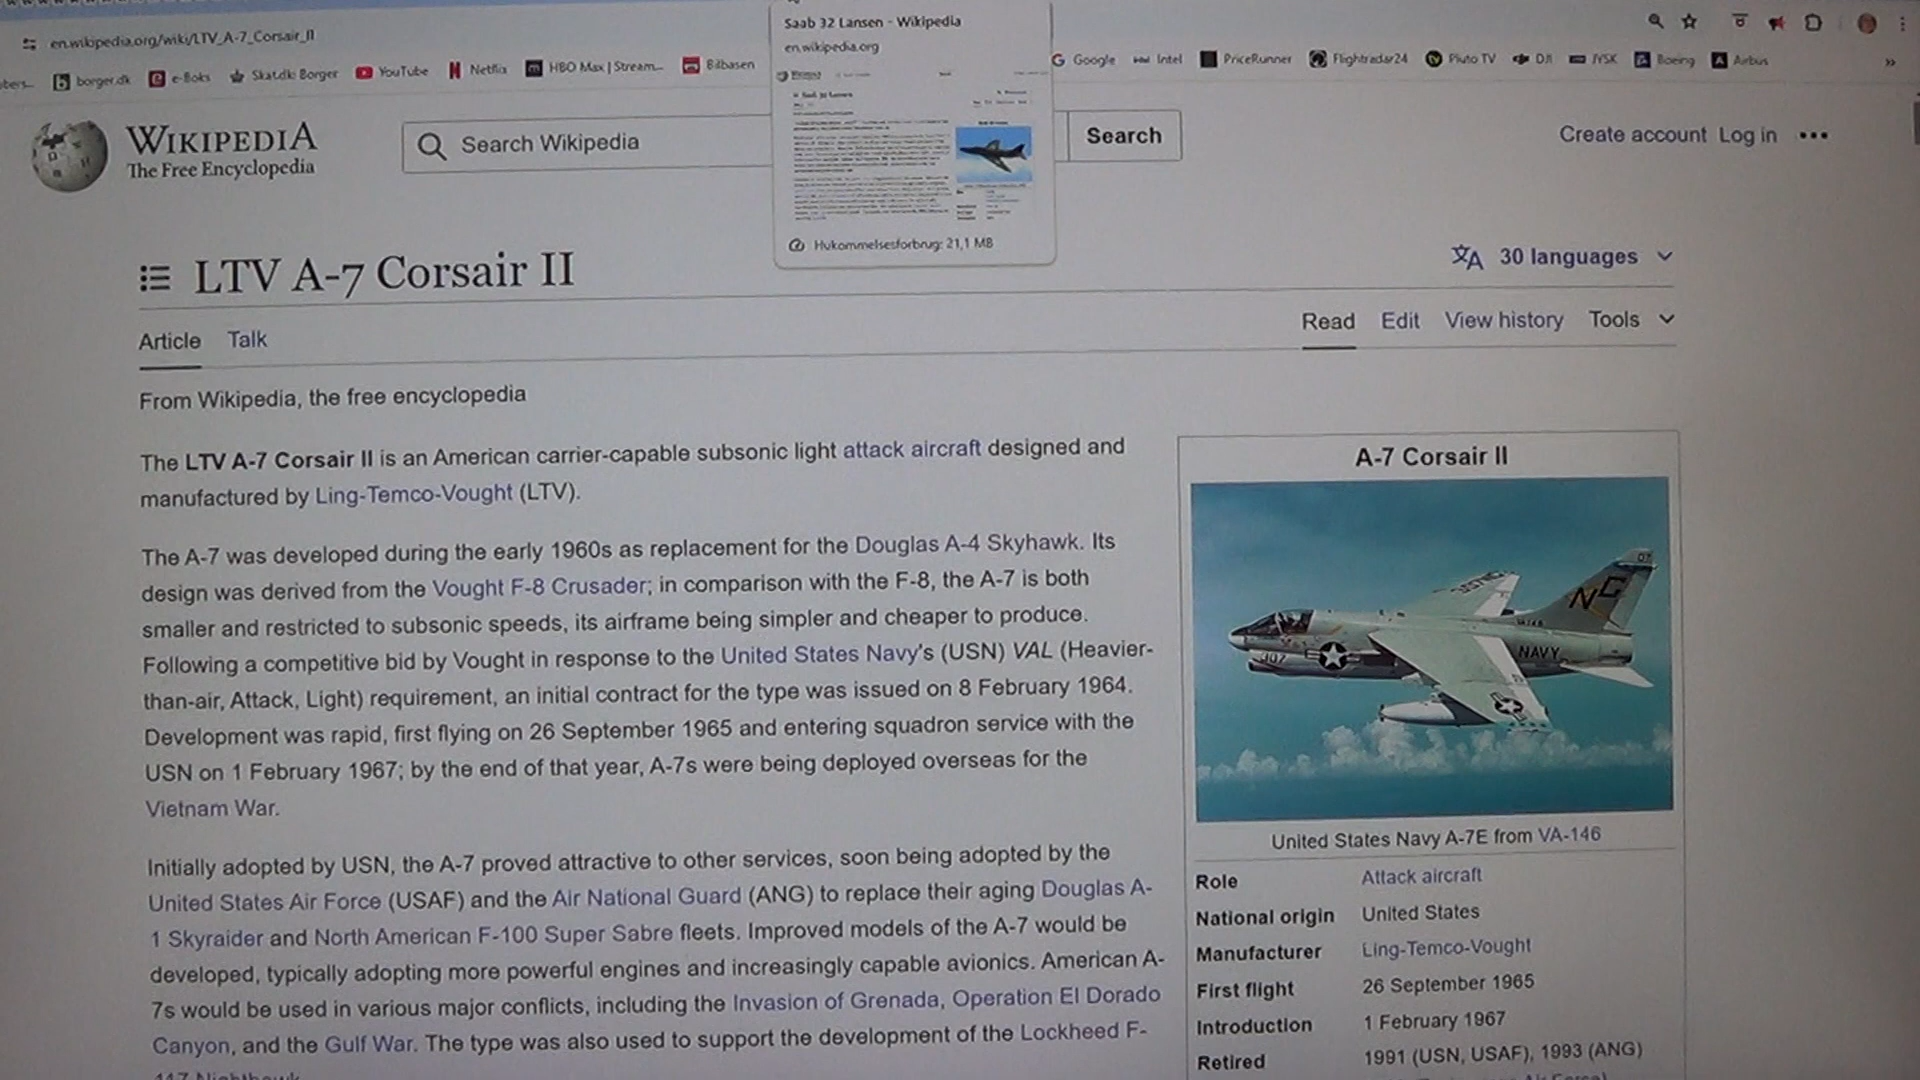 Saab 32 Lansen - Wikipedia
en.wikipedia.org
en.wikipedia.org/wiki/LTV_A-7_Corsair_II
borger.dk e-Boks Skat.dk: Borger YouTube Netflix HBO Max | Stream... Bilbasen Google Intel PriceRunner Flightradar24 Pluto TV DJI JYSK Boeing Airbus »
WIKIPEDIA
The Free Encyclopedia
Search Wikipedia
Search
Create account Log in •••
Hukommelsesforbrug: 21,1 MB
LTV A-7 Corsair II
30 languages
Article Talk
Read Edit View history Tools
From Wikipedia, the free encyclopedia
The LTV A-7 Corsair II is an American carrier-capable subsonic light attack aircraft designed and
manufactured by Ling-Temco-Vought (LTV).
The A-7 was developed during the early 1960s as replacement for the Douglas A-4 Skyhawk. Its
design was derived from the Vought F-8 Crusader; in comparison with the F-8, the A-7 is both
smaller and restricted to subsonic speeds, its airframe being simpler and cheaper to produce.
Following a competitive bid by Vought in response to the United States Navy's (USN) VAL (Heavier-
than-air, Attack, Light) requirement, an initial contract for the type was issued on 8 February 1964.
Development was rapid, first flying on 26 September 1965 and entering squadron service with the
USN on 1 February 1967; by the end of that year, A-7s were being deployed overseas for the
Vietnam War.
Initially adopted by USN, the A-7 proved attractive to other services, soon being adopted by the
United States Air Force (USAF) and the Air National Guard (ANG) to replace their aging Douglas A-
1 Skyraider and North American F-100 Super Sabre fleets. Improved models of the A-7 would be
developed, typically adopting more powerful engines and increasingly capable avionics. American A-
7s would be used in various major conflicts, including the Invasion of Grenada, Operation El Dorado
Canyon, and the Gulf War. The type was also used to support the development of the Lockheed F-
117 Nighthawk
A-7 Corsair II
NAVY
307
NG
United States Navy A-7E from VA-146
Role Attack aircraft
National origin United States
Manufacturer Ling-Temco-Vought
First flight 26 September 1965
Introduction 1 February 1967
Retired 1991 (USN, USAF), 1993 (ANG)